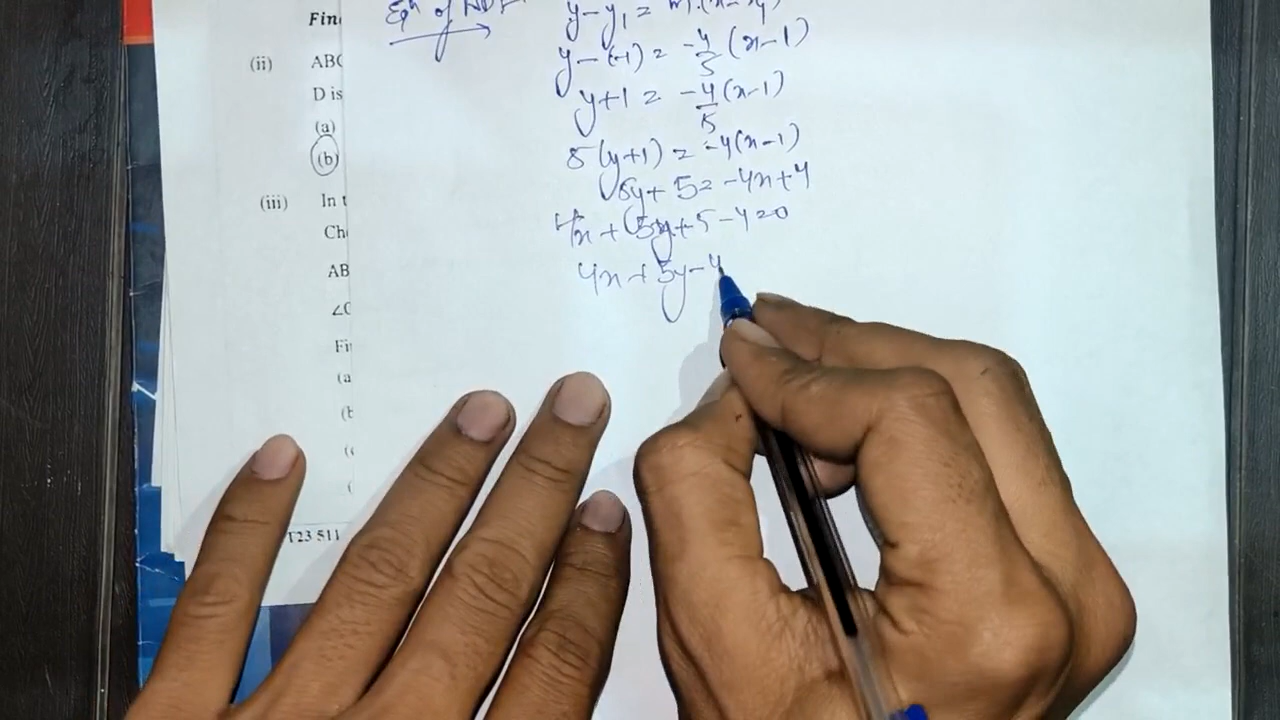 Fin
(ii) ABC
D is
(a)
(b)
(iii) In t
Ch
AB
∠C
Fi
(a
(b
(c
(
T23 511
Eqn of
y-y₁ =
y-(-1) = -4/5 (x-1)
y+1 = -4/5 (x-1)
5(y+1) = -4(x-1)
5y+5 = -4x+4
4x+5y+5-4=0
4x+5y-4